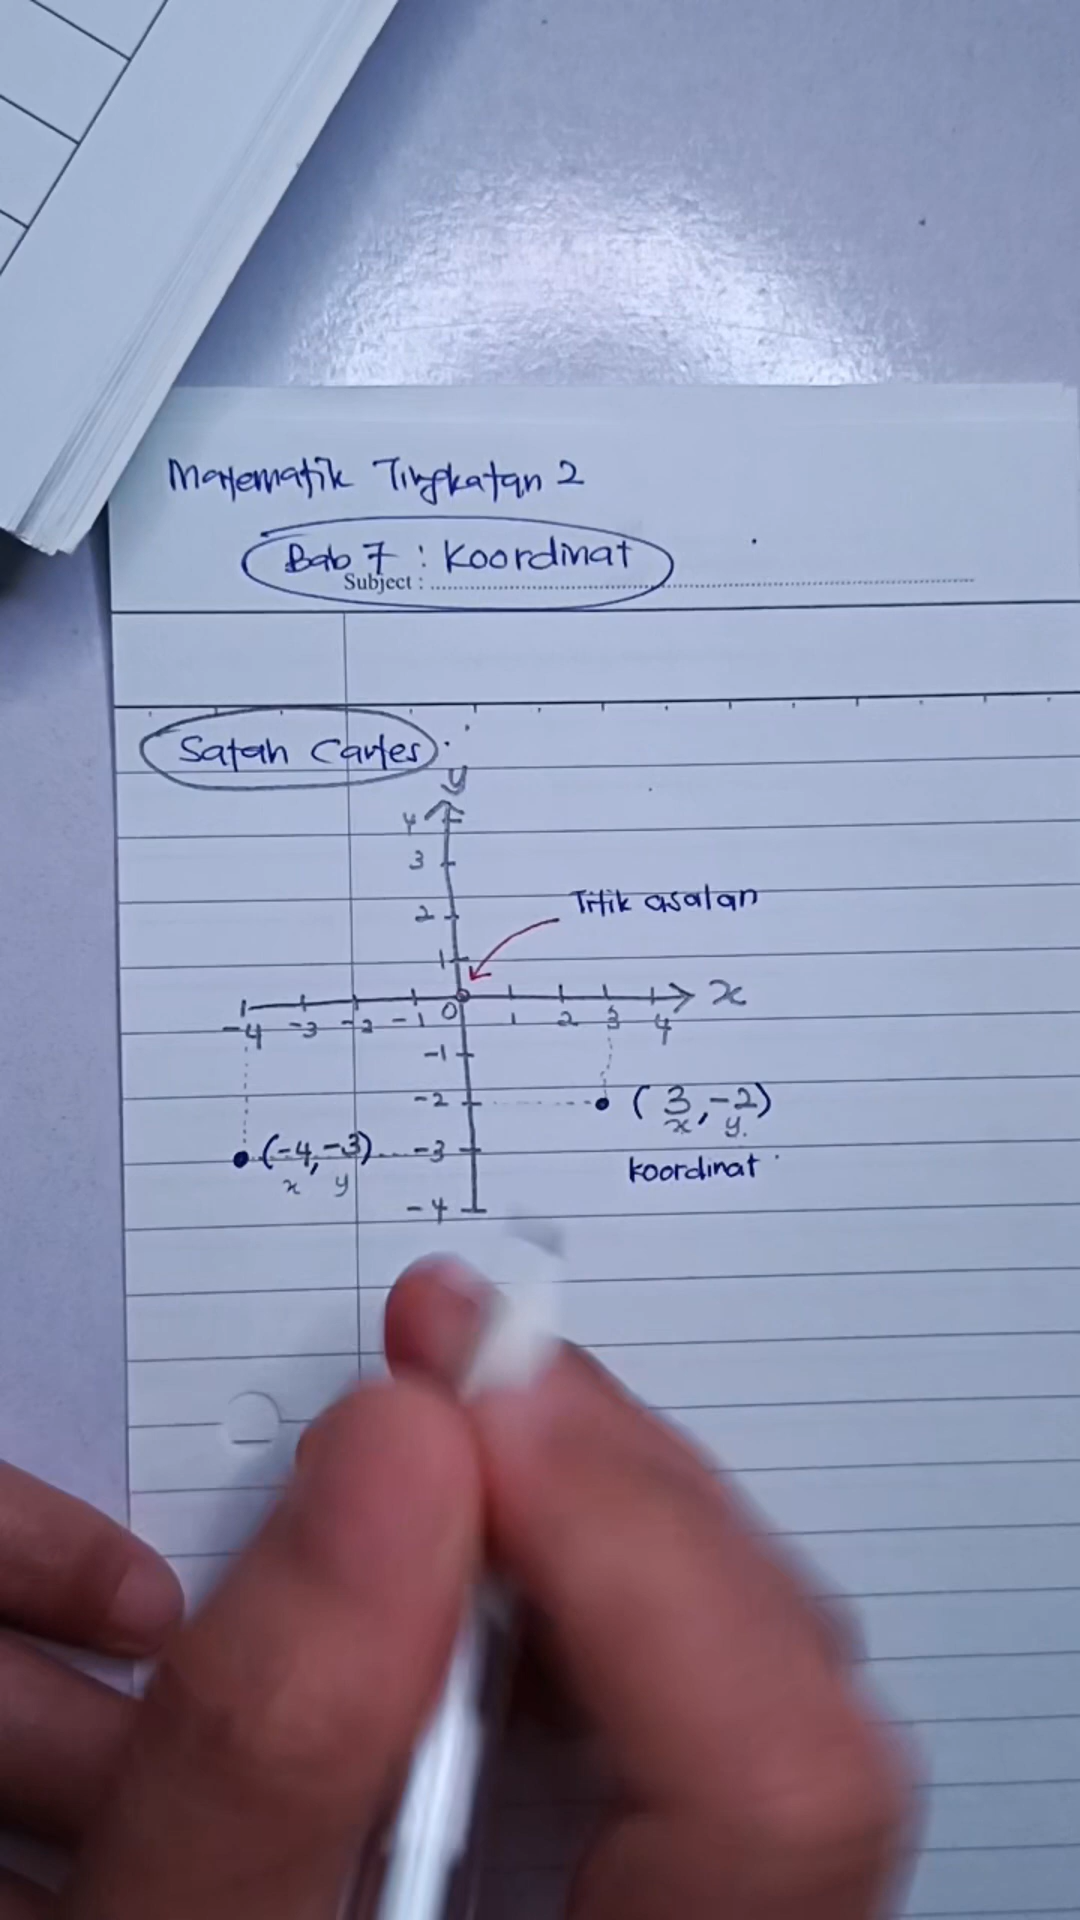 Matematik Tingkatan 2
Bab 7 : Koordinat
Subject :
Satah Cartes
y
4
3
Titik asalan
2
1
x
-4 -3 -2 -1 0 1 2 3 4
-1
-2 (3,-2)
x y
(-4,-3) -3
koordinat
x y
-4